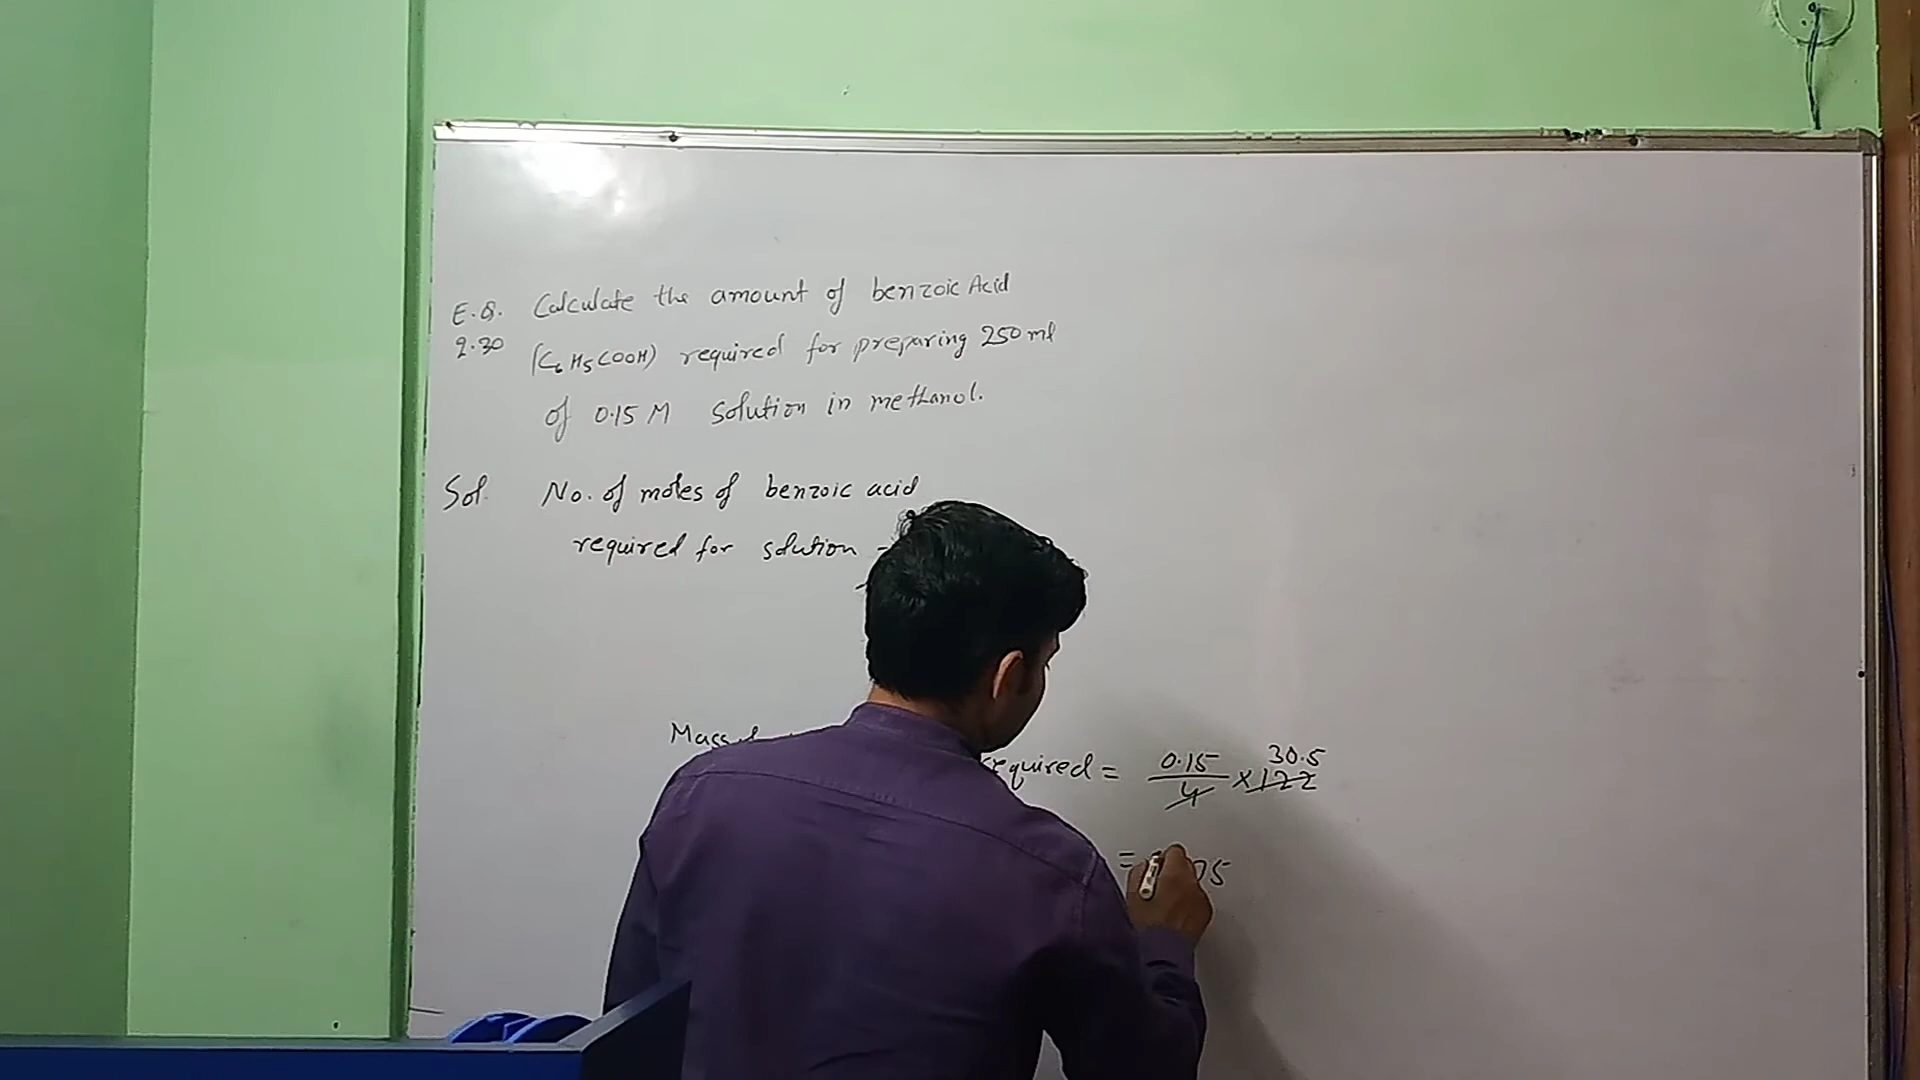 E.Q. Calculate the amount of benzoic Acid
2.30 (C6H5COOH) required for preparing 250 ml
of 0.15 M solution in methanol.
Sol. No. of moles of benzoic acid
required for solution
Mass of required = 0.15/4 × 122 30.5
= 75